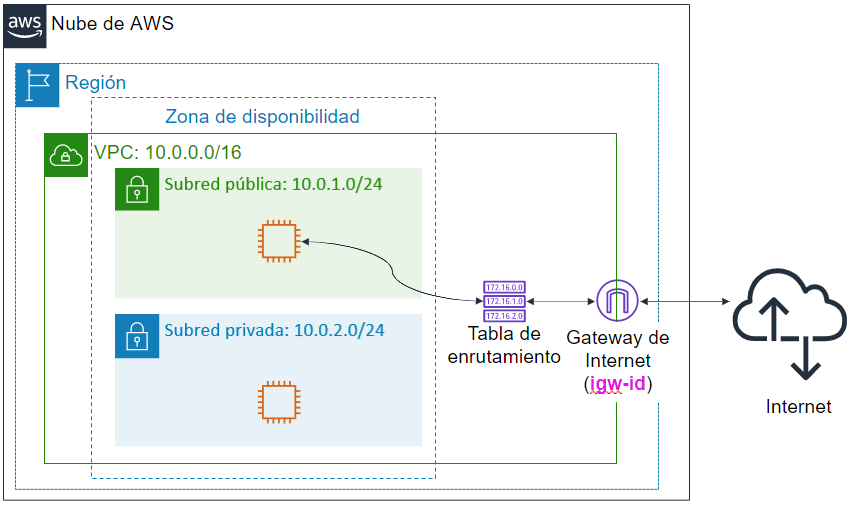 aws
Nube de AWS
Región
Zona de disponibilidad
VPC: 10.0.0.0/16
Subred pública: 10.0.1.0/24
172.16.0.0
172.16.1.0
172.16.2.0
Tabla de
enrutamiento
Gateway de
Internet
(igw-id)
Subred privada: 10.0.2.0/24
Internet